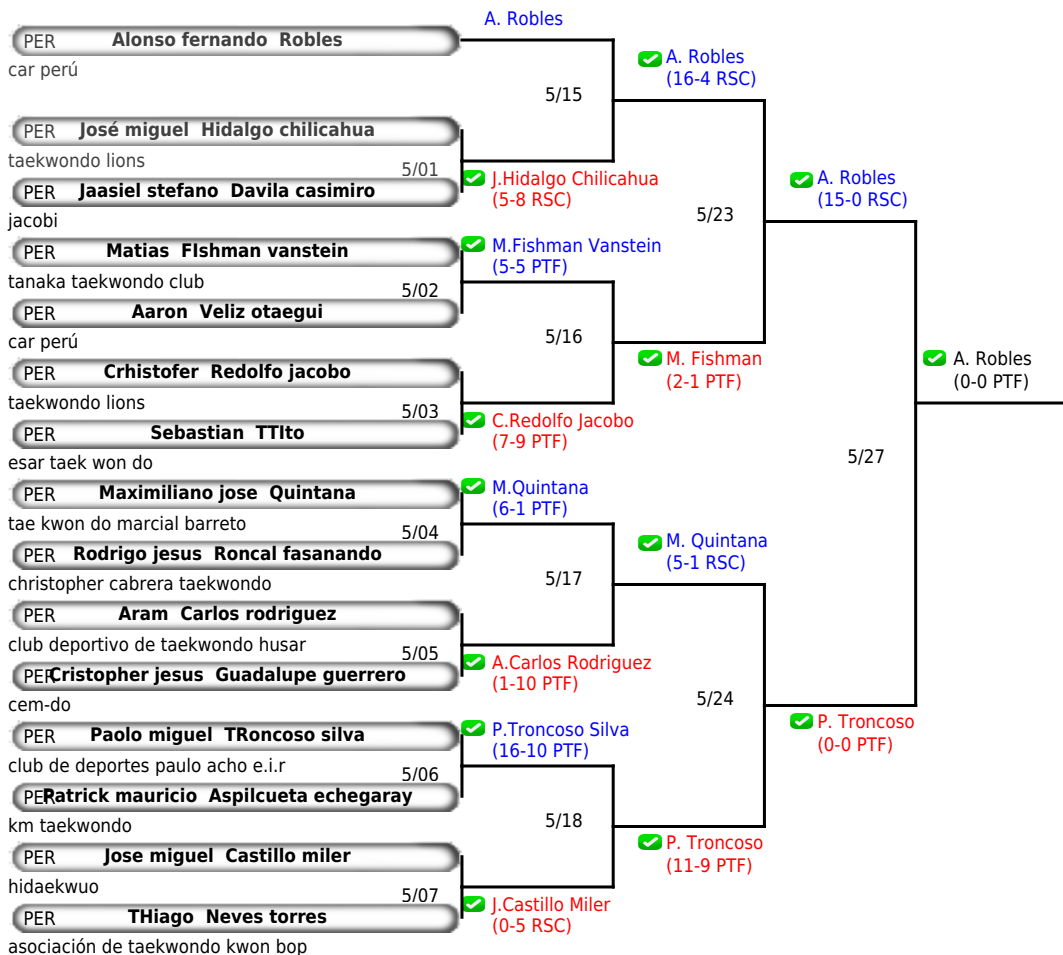 A. Robles
PER Alonso fernando Robles
car perú
A. Robles
(16-4 RSC)
5/15
PER José miguel Hidalgo chilicahua
taekwondo lions
5/01
J.Hidalgo Chilicahua
(5-8 RSC)
PER Jaasiel stefano Davila casimiro
jacobi
A. Robles
(15-0 RSC)
5/23
PER Matias FIshman vanstein
tanaka taekwondo club
M.Fishman Vanstein
(5-5 PTF)
5/02
PER Aaron Veliz otaegui
car perú
5/16
M. Fishman
(2-1 PTF)
PER Crhistofer Redolfo jacobo
taekwondo lions
5/03
C.Redolfo Jacobo
(7-9 PTF)
PER Sebastian TTIto
esar taek won do
A. Robles
(0-0 PTF)
5/27
PER Maximiliano jose Quintana
tae kwon do marcial barreto
M.Quintana
(6-1 PTF)
5/04
PER Rodrigo jesus Roncal fasanando
christopher cabrera taekwondo
M. Quintana
(5-1 RSC)
5/17
PER Aram Carlos rodriguez
club deportivo de taekwondo husar
5/05
A.Carlos Rodriguez
(1-10 PTF)
PER Cristopher jesus Guadalupe guerrero
cem-do
5/24
P. Troncoso
(0-0 PTF)
PER Paolo miguel TRoncoso silva
club de deportes paulo acho e.i.r
P.Troncoso Silva
(16-10 PTF)
5/06
PER Patrick mauricio Aspilcueta echegaray
km taekwondo
5/18
P. Troncoso
(11-9 PTF)
PER Jose miguel Castillo miler
hidaekwuo
5/07
J.Castillo Miler
(0-5 RSC)
PER THiago Neves torres
asociación de taekwondo kwon bop